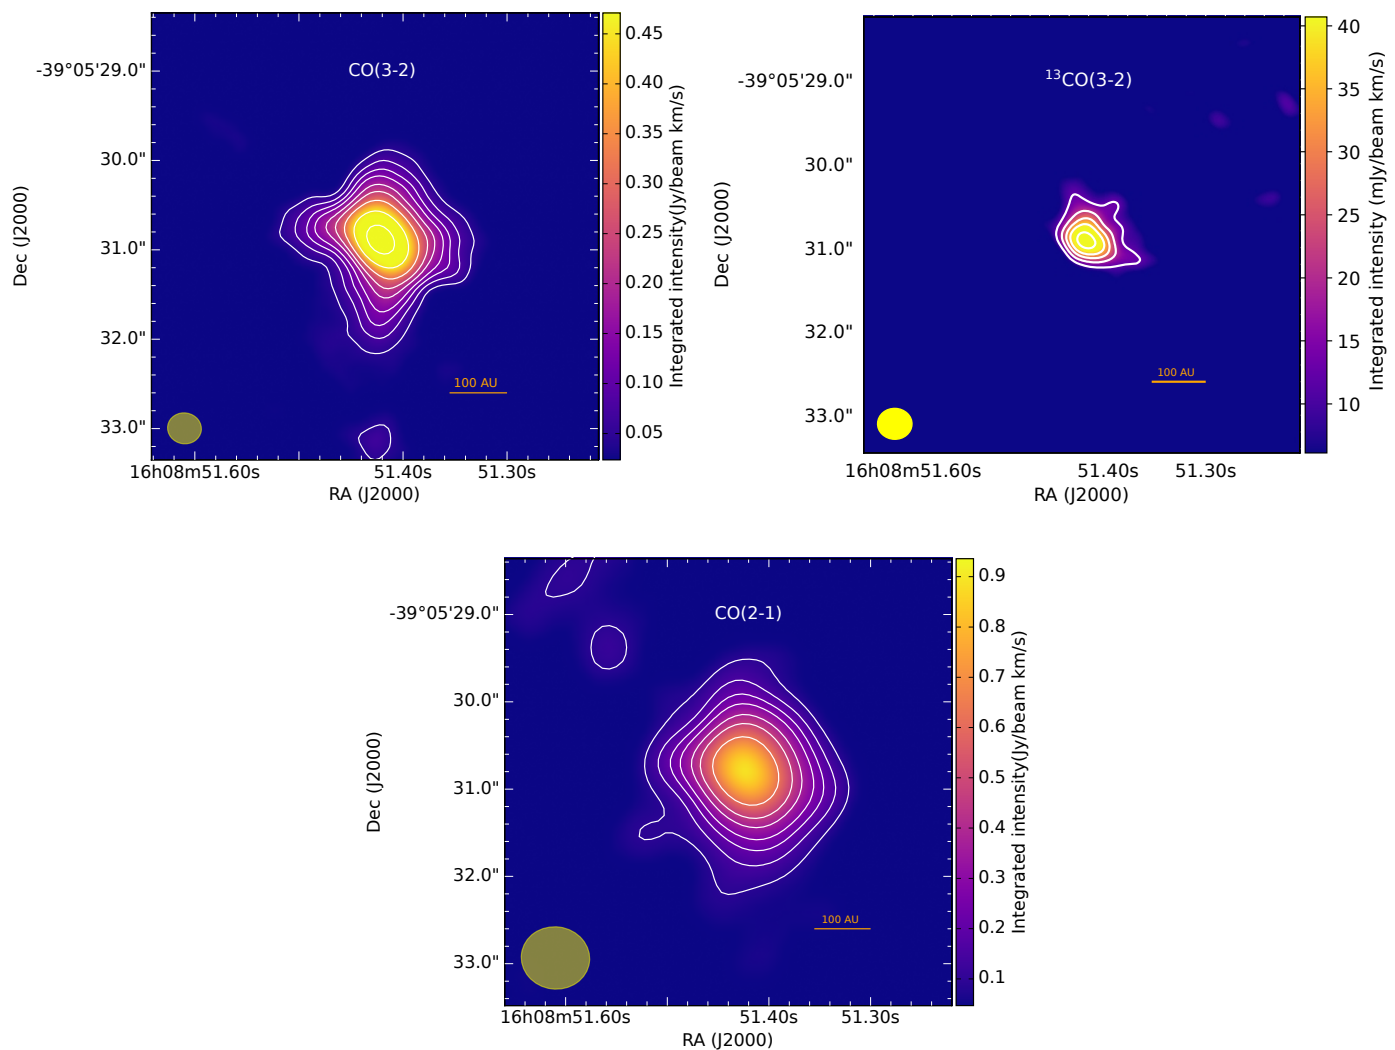 CO(3-2)
-39°05'29.0"
30.0"
31.0"
32.0"
33.0"
Dec (J2000)
100 AU
16h08m51.60s
51.40s
51.30s
RA (J2000)
0.45
0.40
0.35
0.30
0.25
0.20
0.15
0.10
0.05
Integrated intensity(Jy/beam km/s)
¹³CO(3-2)
-39°05'29.0"
30.0"
31.0"
32.0"
33.0"
Dec (J2000)
100 AU
16h08m51.60s
51.40s
51.30s
RA (J2000)
40
35
30
25
20
15
10
Integrated intensity (mJy/beam km/s)
CO(2-1)
-39°05'29.0"
30.0"
31.0"
32.0"
33.0"
Dec (J2000)
100 AU
16h08m51.60s
51.40s
51.30s
RA (J2000)
0.9
0.8
0.7
0.6
0.5
0.4
0.3
0.2
0.1
Integrated intensity(Jy/beam km/s)